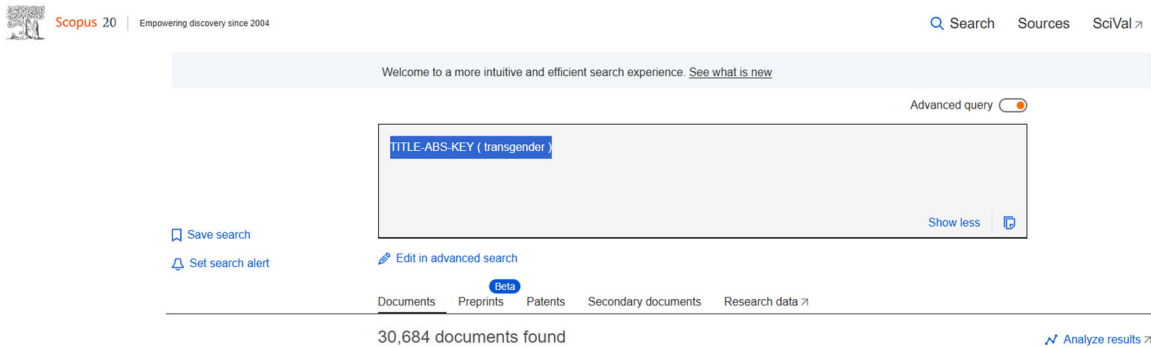 Scopus 20 Empowering discovery since 2004 Search Sources SciVal
Welcome to a more intuitive and efficient search experience. See what is new
Advanced query
TITLE-ABS-KEY ( transgender )
Show less
Save search
Set search alert
Edit in advanced search
Beta
Documents Preprints Patents Secondary documents Research data
30,684 documents found
Analyze results